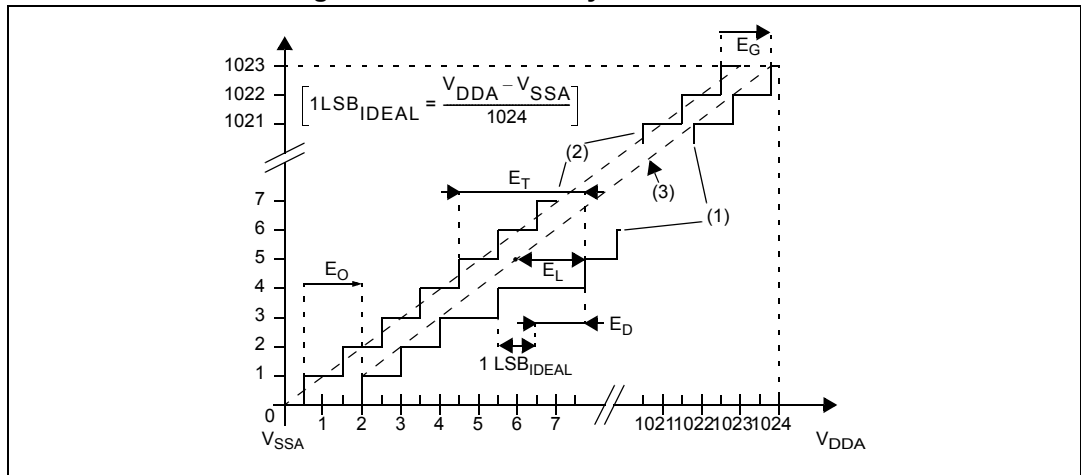 E_G
1023
1022
1021
[1LSB_IDEAL = (V_DDA – V_SSA) / 1024]
(2)
(3)
(1)
E_T
7
6
5
4
3
2
1
0
E_O
E_L
E_D
1 LSB_IDEAL
1 2 3 4 5 6 7 1021 1022 1023 1024
V_SSA
V_DDA